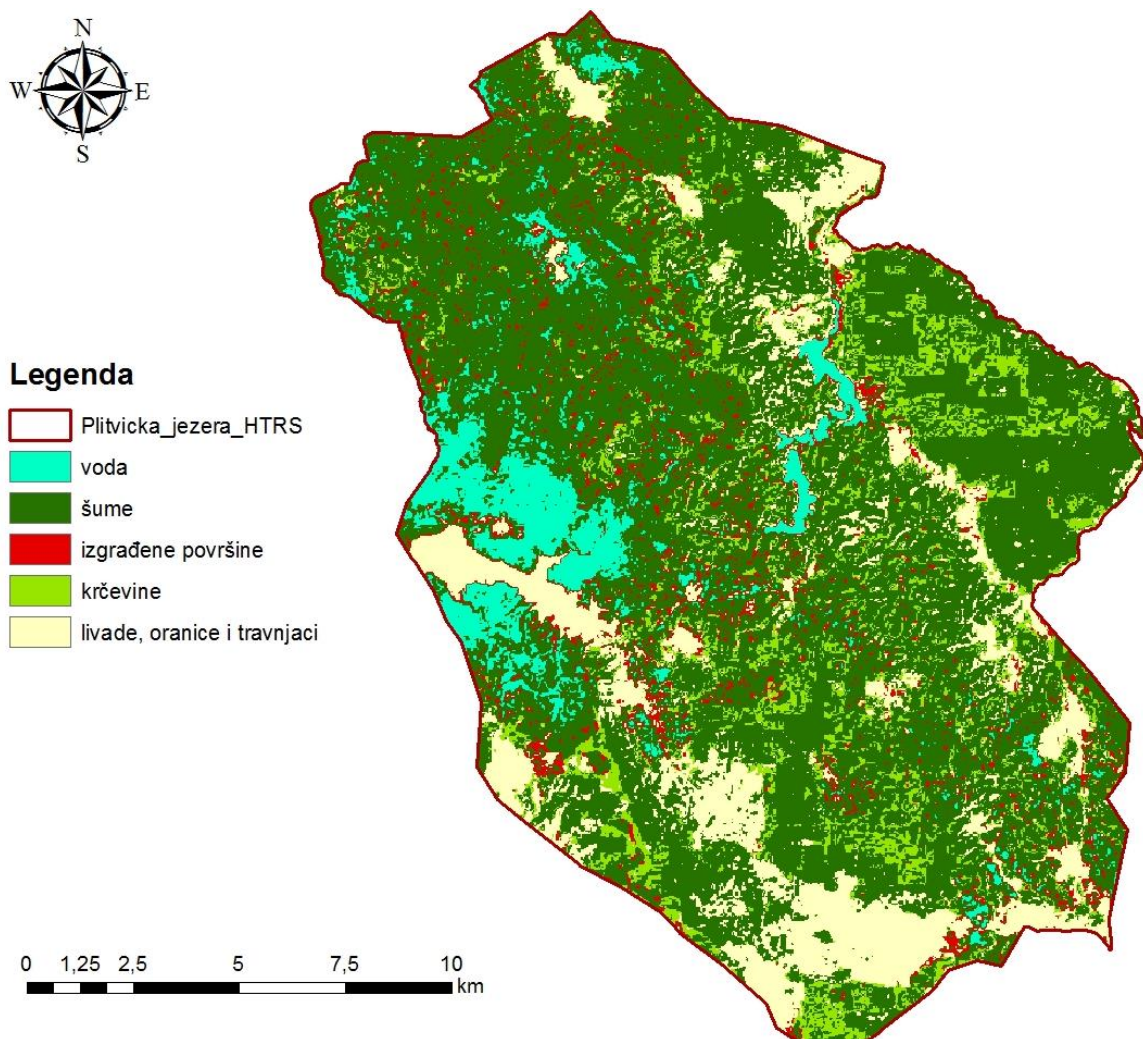 N
W E
S
Legenda
Plitvicka_jezera_HTRS
voda
šume
izgrađene površine
krčevine
livade, oranice i travnjaci
0 1,25 2,5 5 7,5 10
km